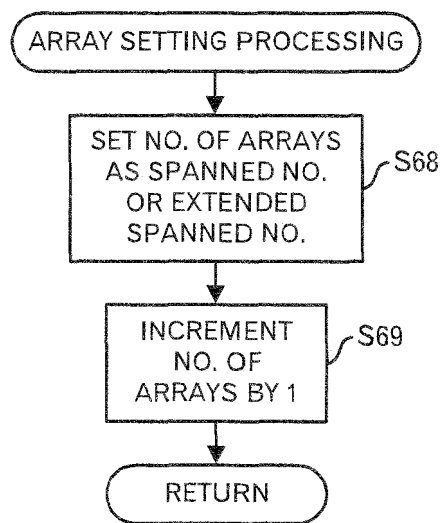 ARRAY SETTING PROCESSING
SET NO. OF ARRAYS
AS SPANNED NO.
OR EXTENDED
SPANNED NO.
S68
INCREMENT
NO. OF
ARRAYS BY 1
S69
RETURN